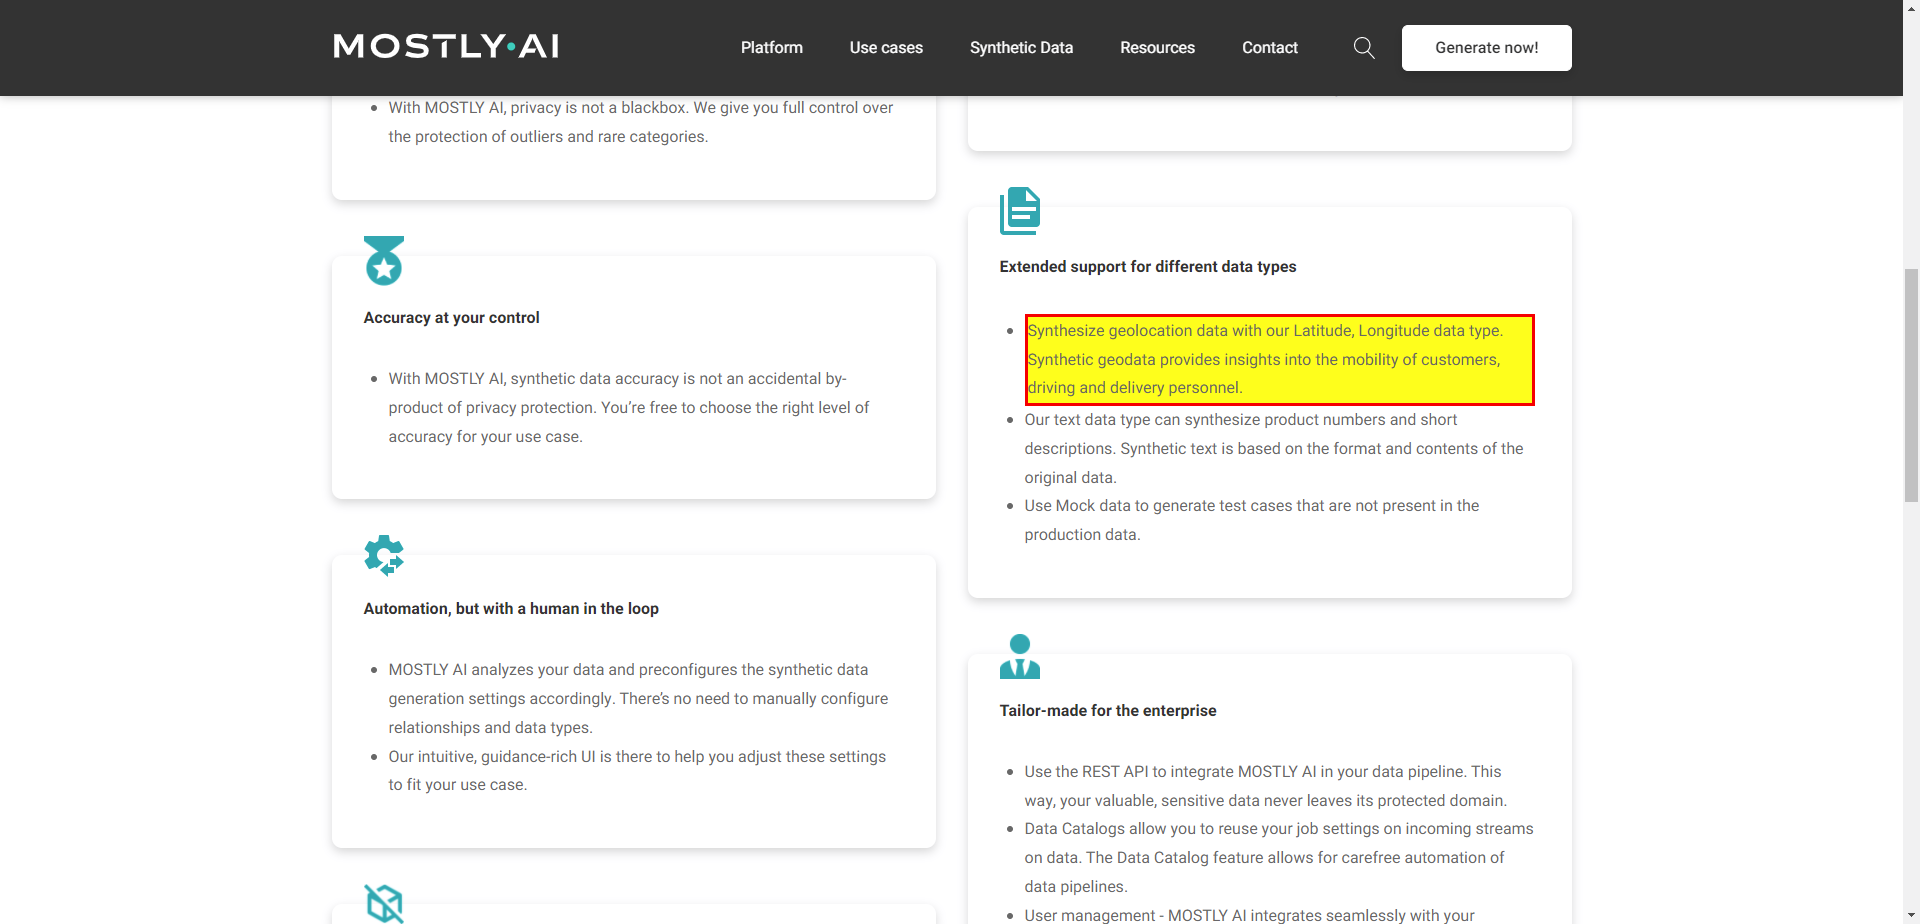 MOSTLY·AI
Platform
Use cases
Synthetic Data
Resources
Contact
Generate now!
With MOSTLY AI, privacy is not a blackbox. We give you full control over
the protection of outliers and rare categories.
Accuracy at your control
With MOSTLY AI, synthetic data accuracy is not an accidental by-
product of privacy protection. You’re free to choose the right level of
accuracy for your use case.
Automation, but with a human in the loop
MOSTLY AI analyzes your data and preconfigures the synthetic data
generation settings accordingly. There’s no need to manually configure
relationships and data types.
Our intuitive, guidance-rich UI is there to help you adjust these settings
to fit your use case.
Extended support for different data types
Synthesize geolocation data with our Latitude, Longitude data type.
Synthetic geodata provides insights into the mobility of customers,
driving and delivery personnel.
Our text data type can synthesize product numbers and short
descriptions. Synthetic text is based on the format and contents of the
original data.
Use Mock data to generate test cases that are not present in the
production data.
Tailor-made for the enterprise
Use the REST API to integrate MOSTLY AI in your data pipeline. This
way, your valuable, sensitive data never leaves its protected domain.
Data Catalogs allow you to reuse your job settings on incoming streams
on data. The Data Catalog feature allows for carefree automation of
data pipelines.
User management - MOSTLY AI integrates seamlessly with your